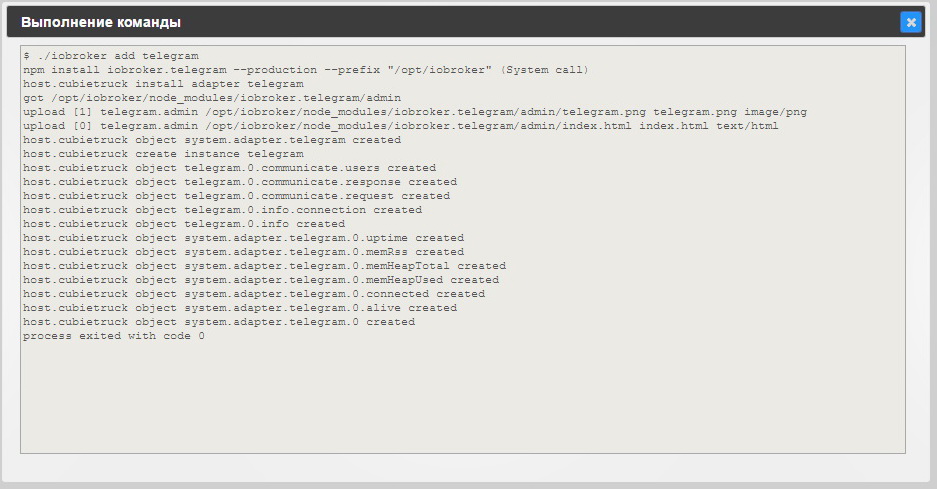 Выполнение команды
$ ./iobroker add telegram
npm install iobroker.telegram --production --prefix "/opt/iobroker" (System call)
host.cubietruck install adapter telegram
got /opt/iobroker/node_modules/iobroker.telegram/admin
upload [1] telegram.admin /opt/iobroker/node_modules/iobroker.telegram/admin/telegram.png telegram.png image/png
upload [0] telegram.admin /opt/iobroker/node_modules/iobroker.telegram/admin/index.html index.html text/html
host.cubietruck object system.adapter.telegram created
host.cubietruck create instance telegram
host.cubietruck object telegram.0.communicate.users created
host.cubietruck object telegram.0.communicate.response created
host.cubietruck object telegram.0.communicate.request created
host.cubietruck object telegram.0.info.connection created
host.cubietruck object telegram.0.info created
host.cubietruck object system.adapter.telegram.0.uptime created
host.cubietruck object system.adapter.telegram.0.memRss created
host.cubietruck object system.adapter.telegram.0.memHeapTotal created
host.cubietruck object system.adapter.telegram.0.memHeapUsed created
host.cubietruck object system.adapter.telegram.0.connected created
host.cubietruck object system.adapter.telegram.0.alive created
host.cubietruck object system.adapter.telegram.0 created
process exited with code 0